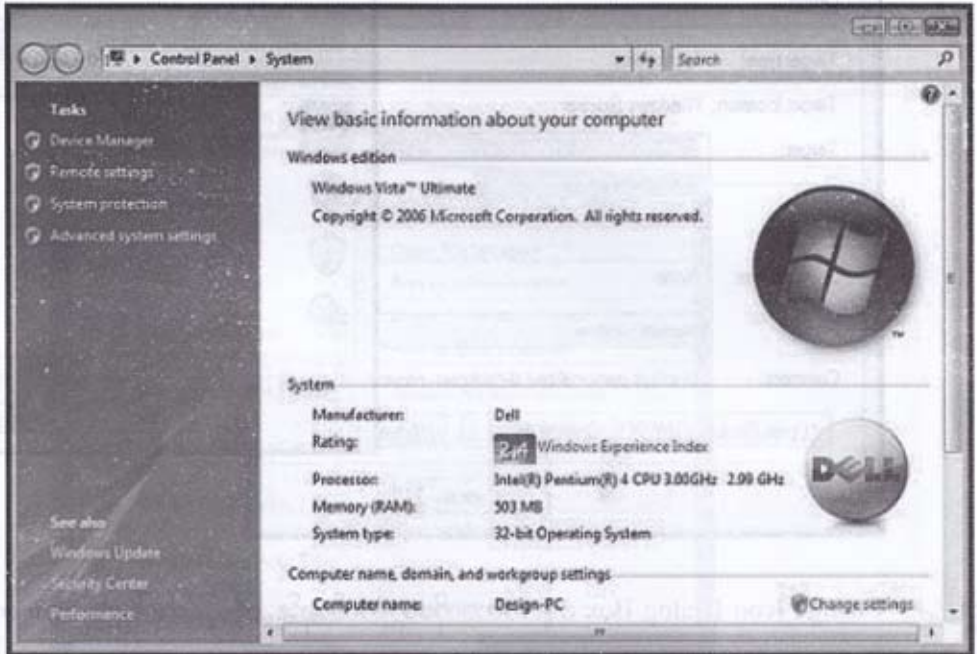 Control Panel ▸ System
Search
Tasks
Device Manager
Remote settings
System protection
Advanced system settings
See also
Windows Update
Security Center
Performance
View basic information about your computer
Windows edition
Windows Vista™ Ultimate
Copyright © 2006 Microsoft Corporation. All rights reserved.
™
System
Manufacturer: Dell
Rating: 2.4 Windows Experience Index
Processor: Intel(R) Pentium(R) 4 CPU 3.00GHz 2.99 GHz
Memory (RAM): 503 MB
System type: 32-bit Operating System
DELL
Computer name, domain, and workgroup settings
Computer name: Design-PC
Change settings